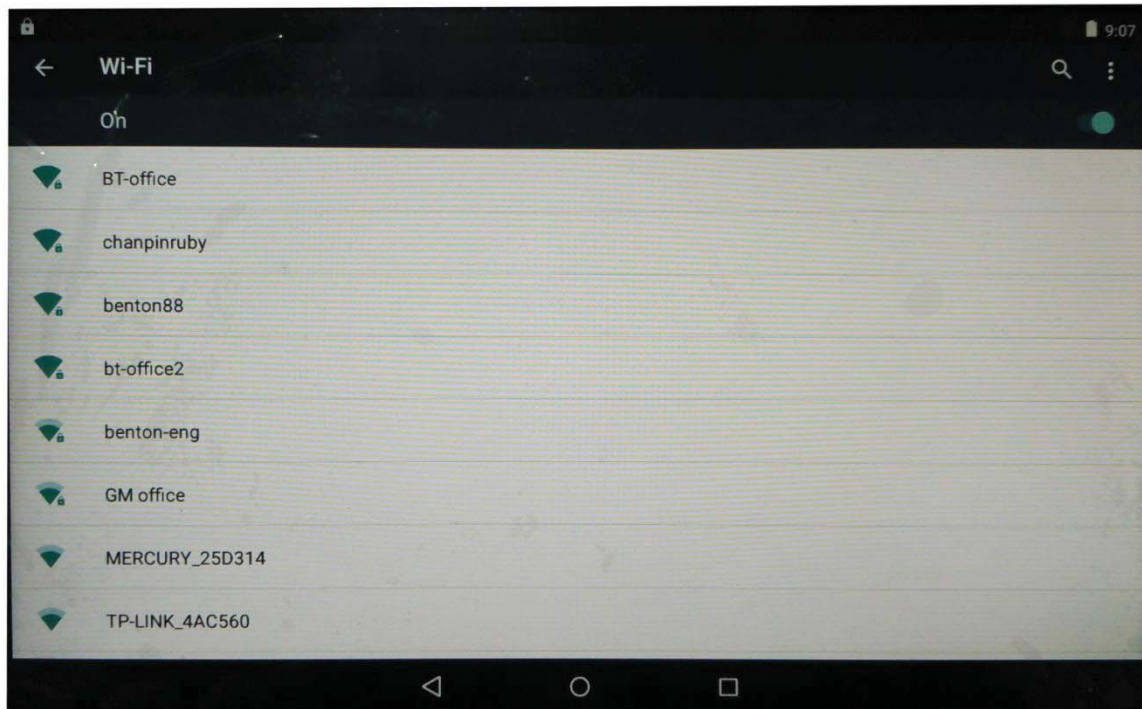 9:07
Wi-Fi
On
BT-office
chanpinruby
benton88
bt-office2
benton-eng
GM office
MERCURY_25D314
TP-LINK_4AC560